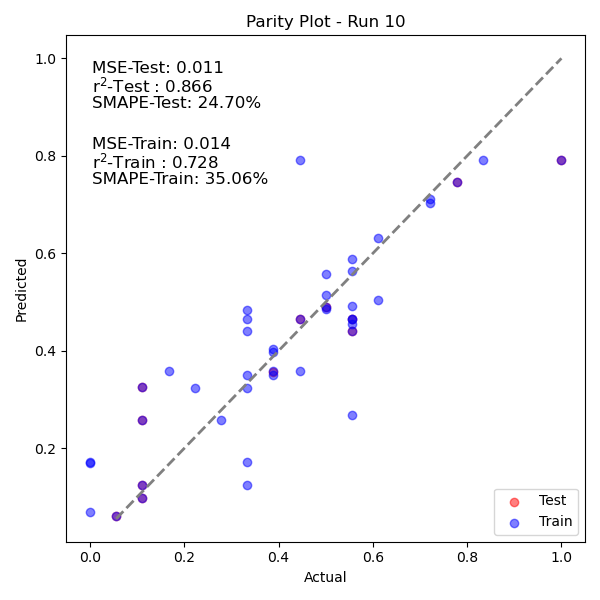 Parity Plot - Run 10
MSE-Test: 0.011
r²-Test : 0.866
SMAPE-Test: 24.70%
MSE-Train: 0.014
r²-Train : 0.728
SMAPE-Train: 35.06%
1.0
0.8
0.6
0.4
0.2
Predicted
0.0 0.2 0.4 0.6 0.8 1.0
Actual
Test
Train